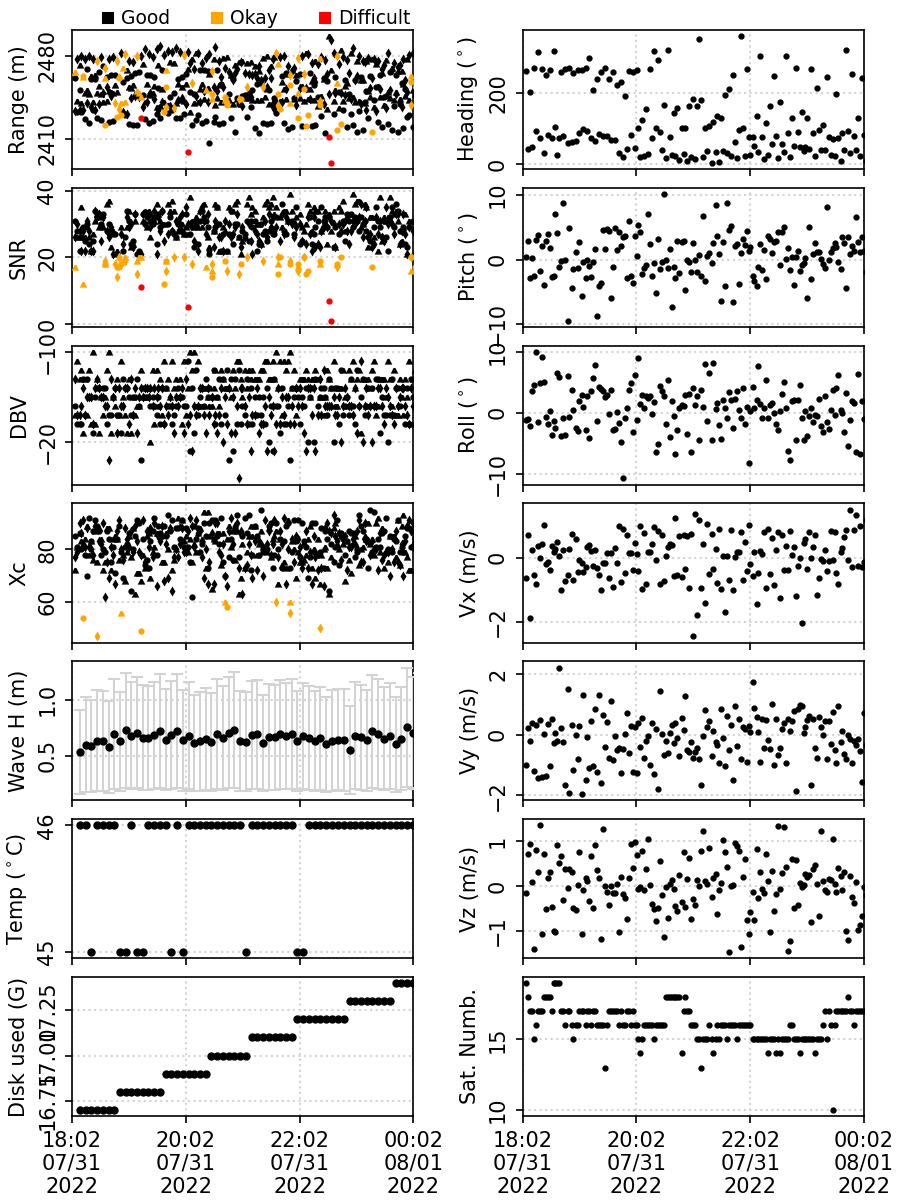 Good Okay Difficult
Range (m)
2480
2410
Heading (°)
200
0
SNR
40
20
00
Pitch (°)
10
0
−10
DBV
−10
−20
Roll (°)
10
0
−10
Xc
80
60
Vx (m/s)
0
−2
Wave H (m)
1.0
0.5
Vy (m/s)
2
0
−2
Temp (°C)
46
45
Vz (m/s)
1
0
−1
Disk used (G)
17.25
17.00
16.75
Sat. Numb.
15
10
18:02 20:02 22:02 00:02
07/31 07/31 07/31 08/01
2022 2022 2022 2022
18:02 20:02 22:02 00:02
07/31 07/31 07/31 08/01
2022 2022 2022 2022